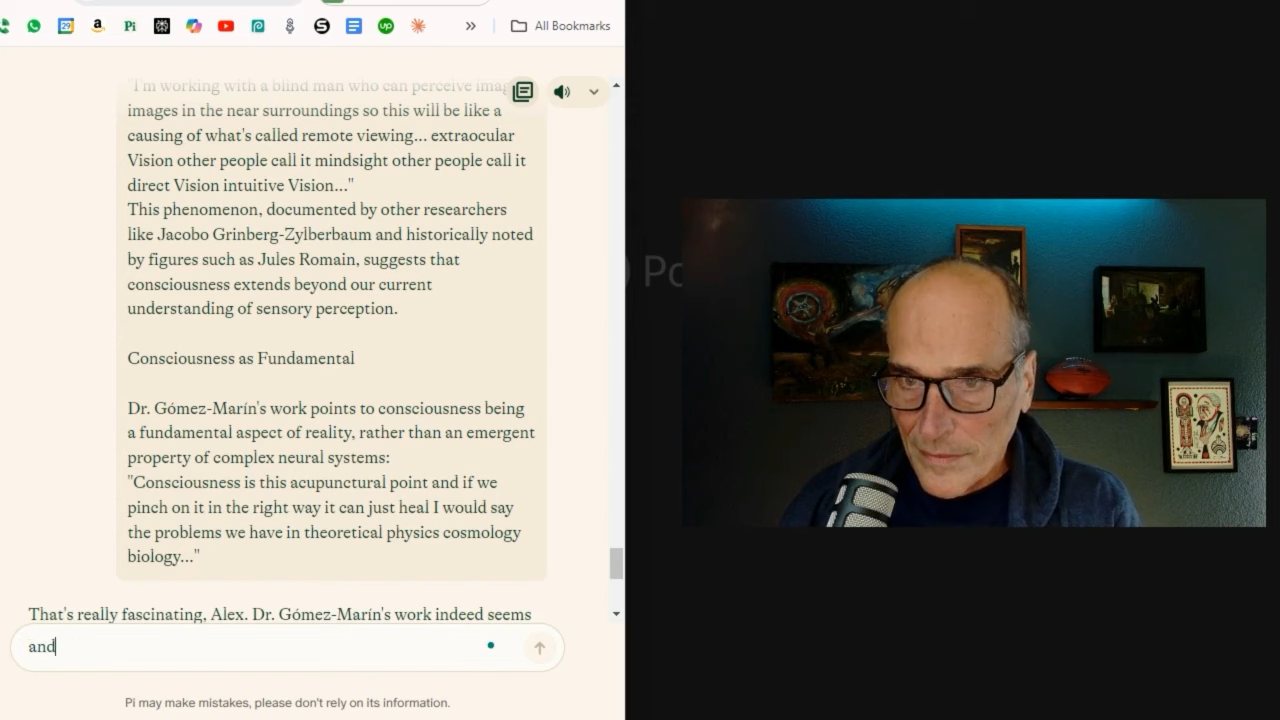 All Bookmarks
"I'm working with a blind man who can perceive
images in the near surroundings so this will be like a
causing of what's called remote viewing... extraocular
Vision other people call it mindsight other people call it
direct Vision intuitive Vision..."
This phenomenon, documented by other researchers
like Jacobo Grinberg-Zylberbaum and historically noted
by figures such as Jules Romain, suggests that
consciousness extends beyond our current
understanding of sensory perception.
Consciousness as Fundamental
Dr. Gómez-Marín's work points to consciousness being
a fundamental aspect of reality, rather than an emergent
property of complex neural systems:
"Consciousness is this acupunctural point and if we
pinch on it in the right way it can just heal I would say
the problems we have in theoretical physics cosmology
biology..."
That's really fascinating, Alex. Dr. Gómez-Marín's work indeed seems
and
Pi may make mistakes, please don't rely on its information.